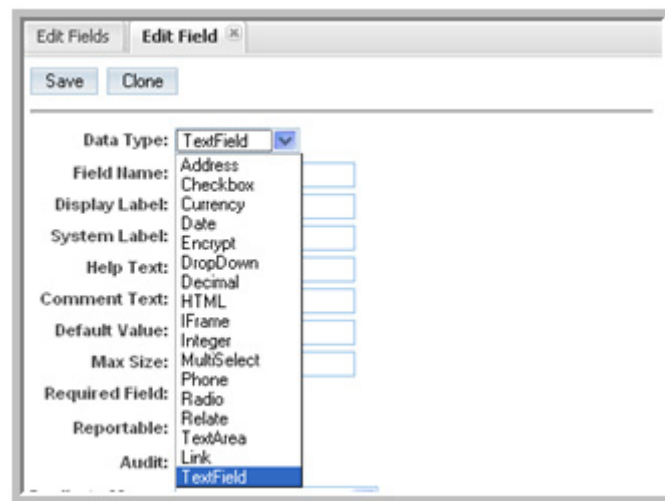 Edit Fields Edit Field
Save Clone
Data Type: TextField
Field Name:
Display Label:
System Label:
Help Text:
Comment Text:
Default Value:
Max Size:
Required Field:
Reportable:
Audit:
Address
Checkbox
Currency
Date
Encrypt
DropDown
Decimal
HTML
IFrame
Integer
MultiSelect
Phone
Radio
Relate
TextArea
Link
TextField